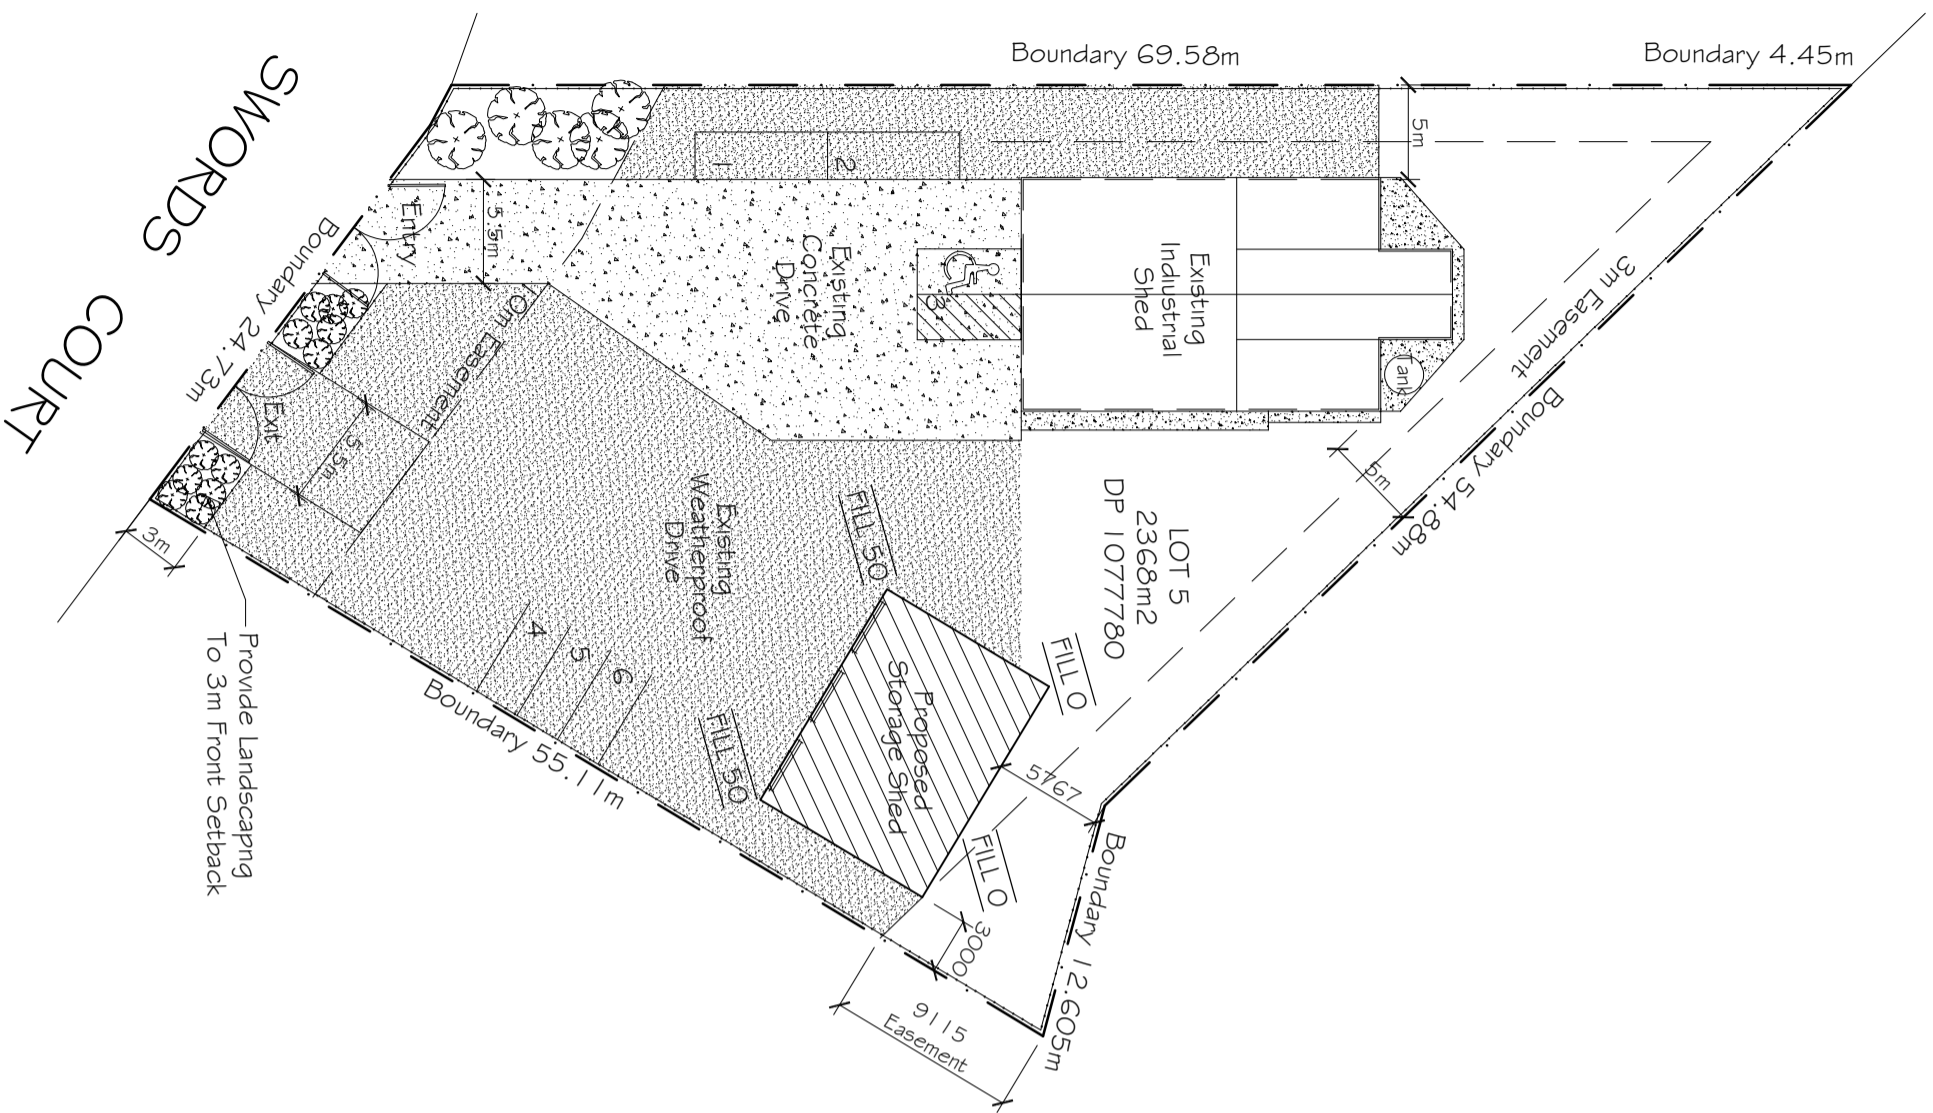 Boundary 69.58m
Boundary 4.45m
SWORDS
COURT
Boundary 24.73m
Entry
Exit
5.5m
5.5m
10m Easement
1
2
3
Existing
Concrete
Drive
Existing
Indiustrial
Shed
Tank
5m
3m Easement
Boundary 54.88m
5m
LOT 5
2368m2
DP 1077780
Existing
Weatherproof
Drive
FILL 50
FILL 50
FILL 0
FILL 0
Proposed
Storage Shed
4
5
6
3m
Provide Landscapng
To 3m Front Setback
Boundary 55.11m
5767
Boundary 12.605m
3000
9115
Easement